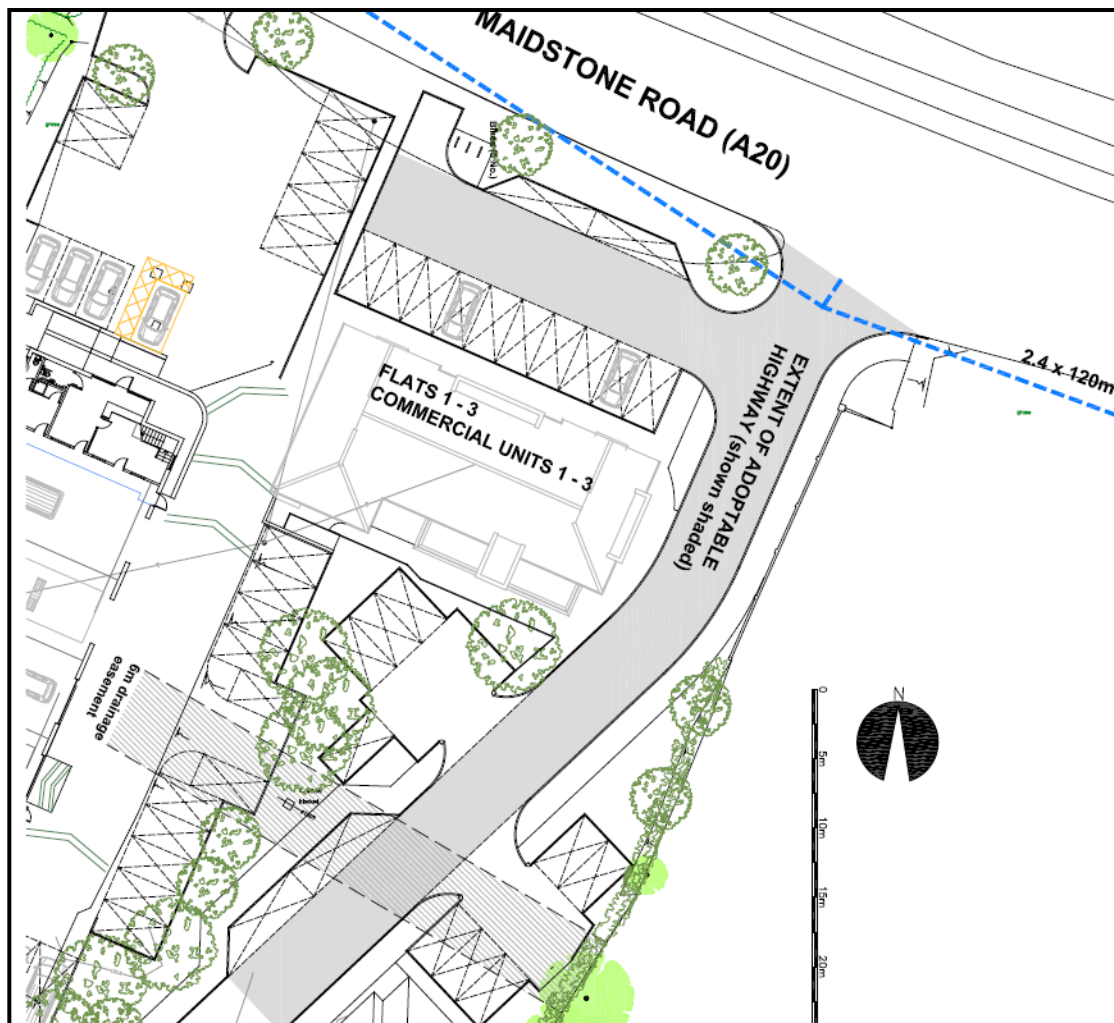 MAIDSTONE ROAD (A20)
2.4 x 120m
EXTENT OF ADOPTABLE
HIGHWAY (shown shaded)
FLATS 1 - 3
COMMERCIAL UNITS 1 - 3
6m drainage
easement
N
0
5m
10m
15m
20m